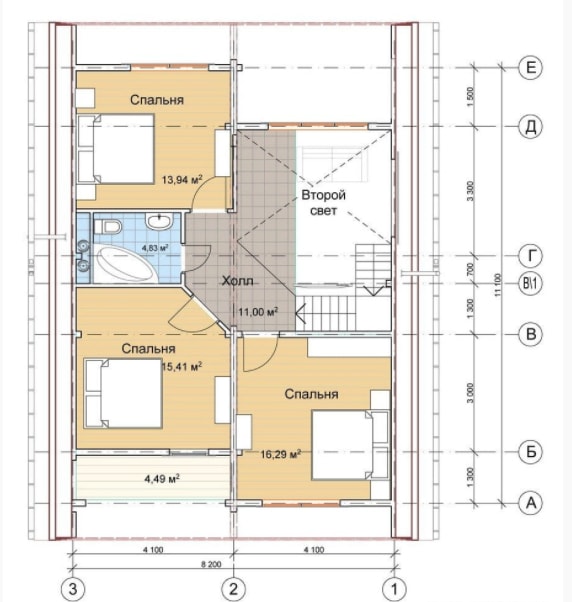 Е
Спальня
1 500
Д
13,94 м²
Второй
свет
3 300
4,83 м²
Г
Холл
700
В\1
11 100
11,00 м²
1 300
В
Спальня
15,41 м²
Спальня
3 000
16,29 м²
Б
4,49 м²
1 300
А
4 100
4 100
8 200
3
2
1